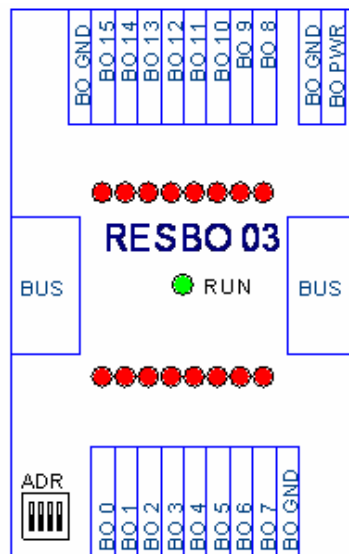 BO GND
BO 15
BO 14
BO 13
BO 12
BO 11
BO 10
BO 9
BO 8
BO GND
BO PWR
RESBO 03
BUS
RUN
BUS
ADR
BO 0
BO 1
BO 2
BO 3
BO 4
BO 5
BO 6
BO 7
BO GND